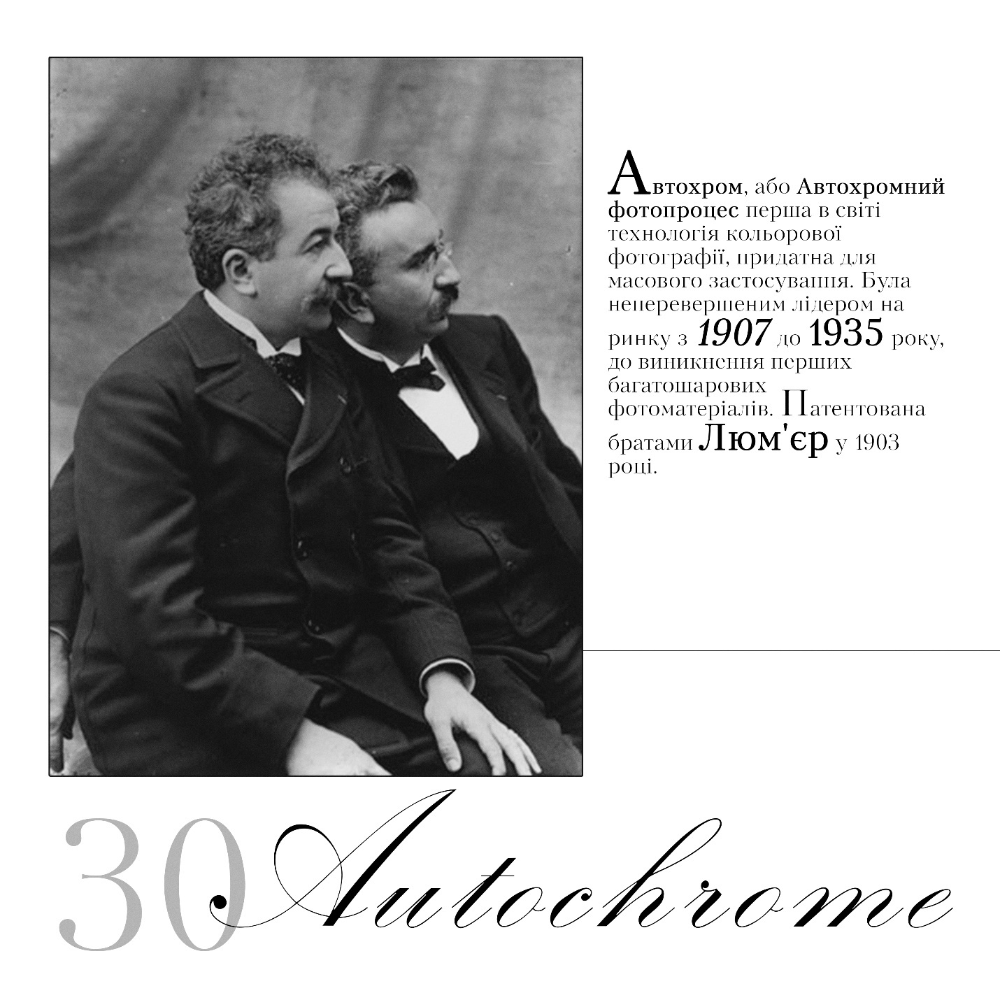 Автохром, або Автохромний
фотопроцес перша в світі
технологія кольорової
фотографії, придатна для
масового застосування. Була
неперевершеним лідером на
ринку з 1907 до 1935 року,
до виникнення перших
багатошарових
фотоматеріалів. Патентована
братами Люм'єр у 1903
році.
30 Autochrome